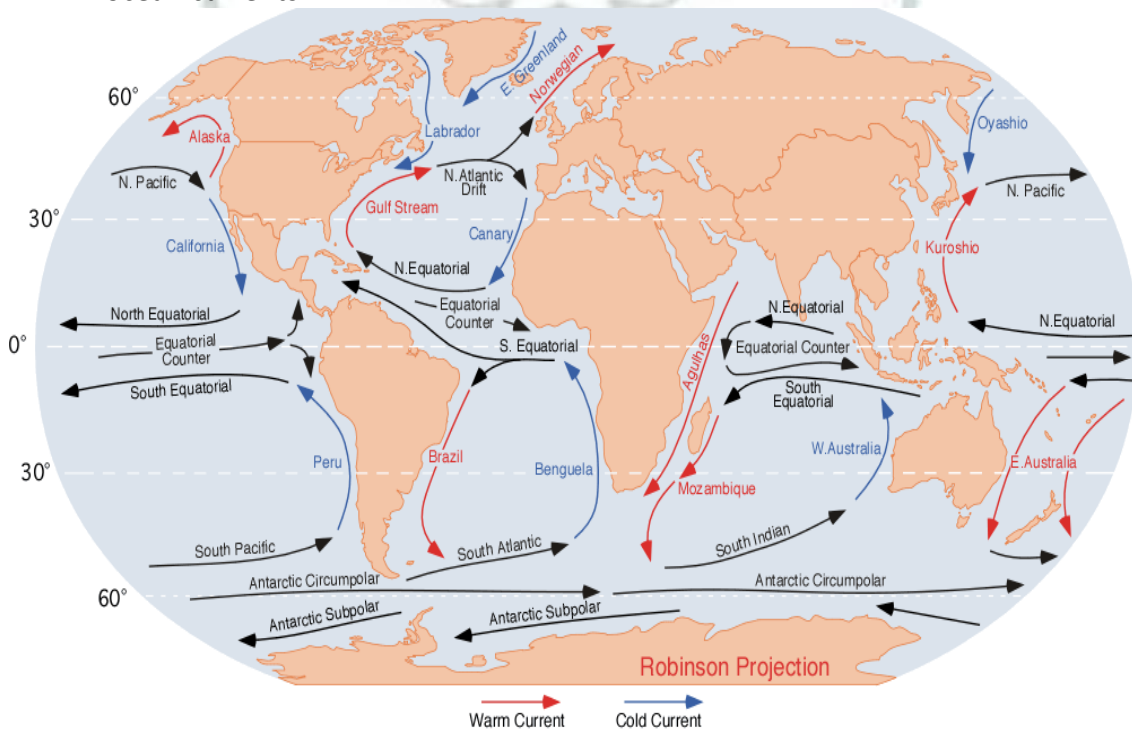 60°
30°
0°
30°
60°
E. Greenland
Norwegian
Labrador
Alaska
Oyashio
N. Pacific
N. Atlantic
Drift
N. Pacific
Gulf Stream
California
Canary
Kuroshio
N.Equatorial
North Equatorial
Equatorial
Counter
N.Equatorial
N.Equatorial
Equatorial
Counter
S. Equatorial
Equatorial Counter
Agulhas
South Equatorial
South
Equatorial
Peru
Brazil
Benguela
W.Australia
E.Australia
Mozambique
South Pacific
South Atlantic
South Indian
Antarctic Circumpolar
Antarctic Circumpolar
Antarctic Subpolar
Antarctic Subpolar
Robinson Projection
Warm Current
Cold Current